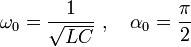 ω₀ = 1/√(LC) , α₀ = π/2